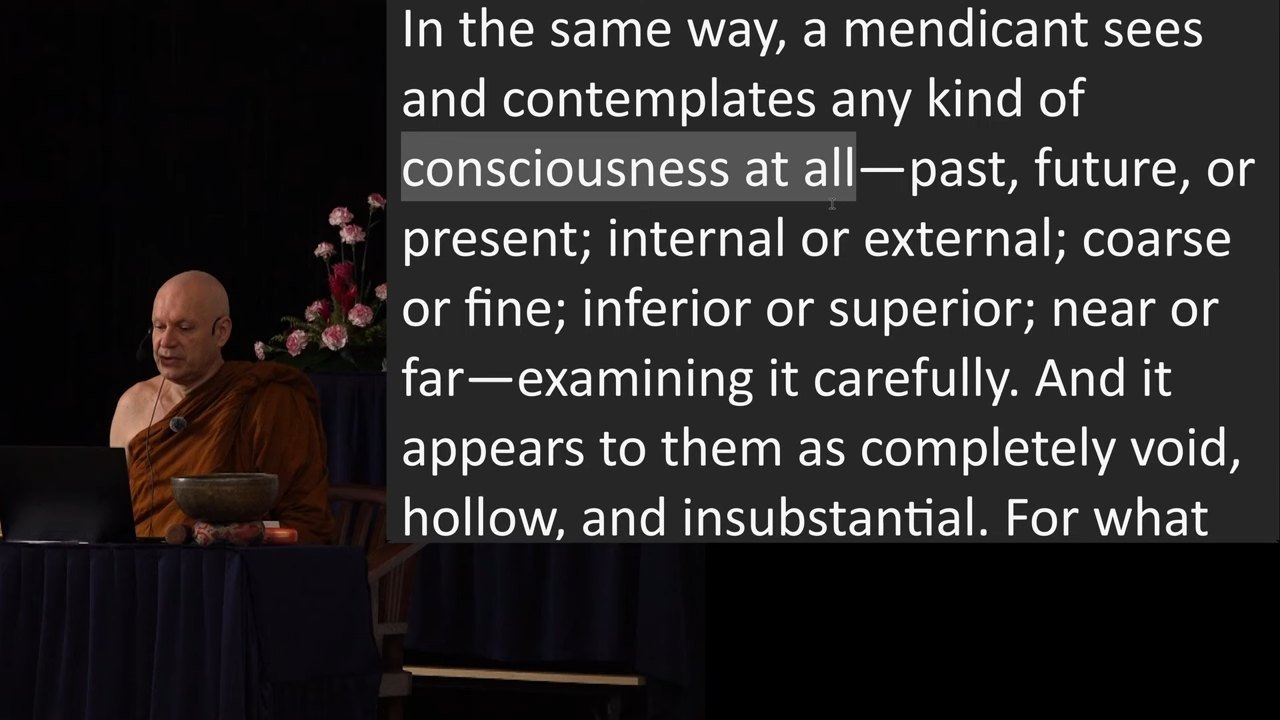 In the same way, a mendicant sees
and contemplates any kind of
consciousness at all—past, future, or
present; internal or external; coarse
or fine; inferior or superior; near or
far—examining it carefully. And it
appears to them as completely void,
hollow, and insubstantial. For what